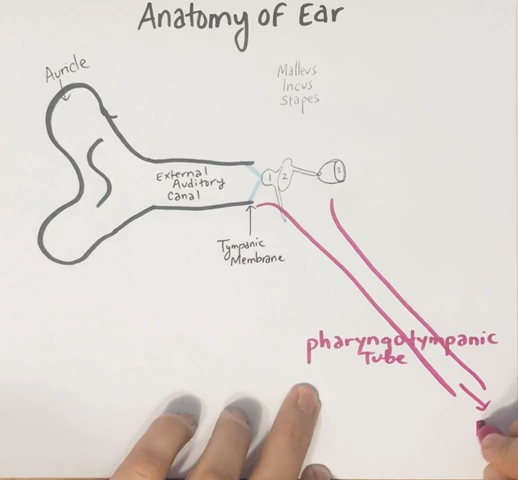 Anatomy of Ear
Auricle
Malleus
Incus
Stapes
External
Auditory
Canal
1
2
3
Tympanic
Membrane
pharyngotympanic
Tube